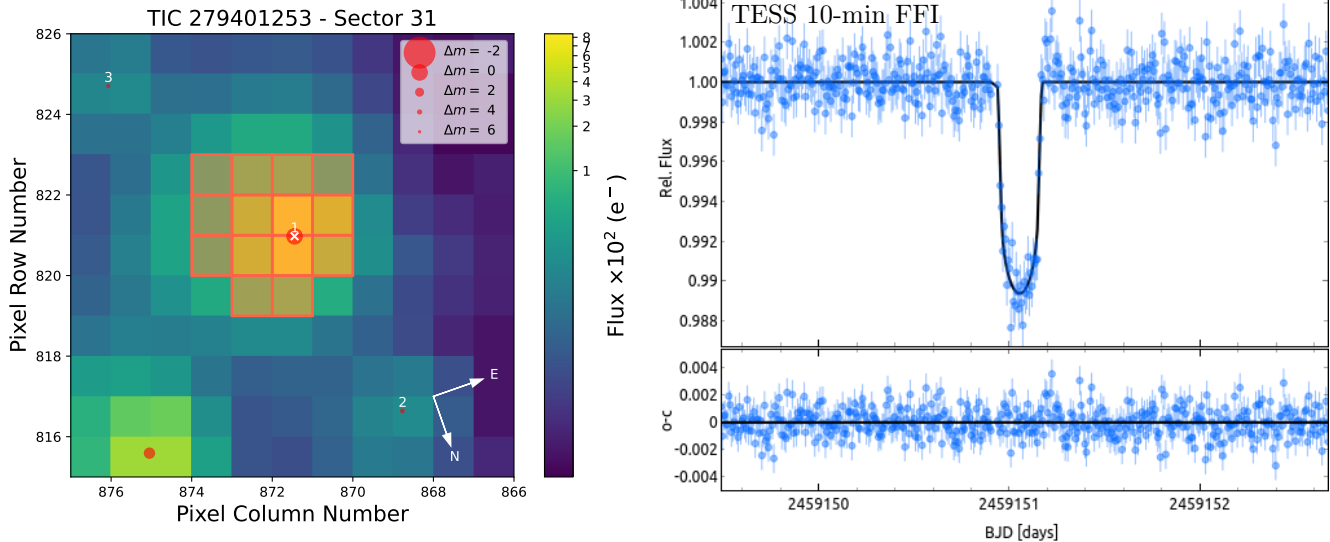 TIC 279401253 - Sector 31
826
824
822
820
818
816
876
874
872
870
868
866
Pixel Row Number
Pixel Column Number
3
1
2
E
N
Δm = -2
Δm = 0
Δm = 2
Δm = 4
Δm = 6
8
7
6
5
4
3
2
1
Flux ×10² (e⁻)
TESS 10-min FFI
1.004
1.002
1.00
0.998
0.996
0.994
0.992
0.99
0.988
Rel. Flux
0.004
0.002
0
-0.002
-0.004
o-c
2459150
2459151
2459152
BJD [days]